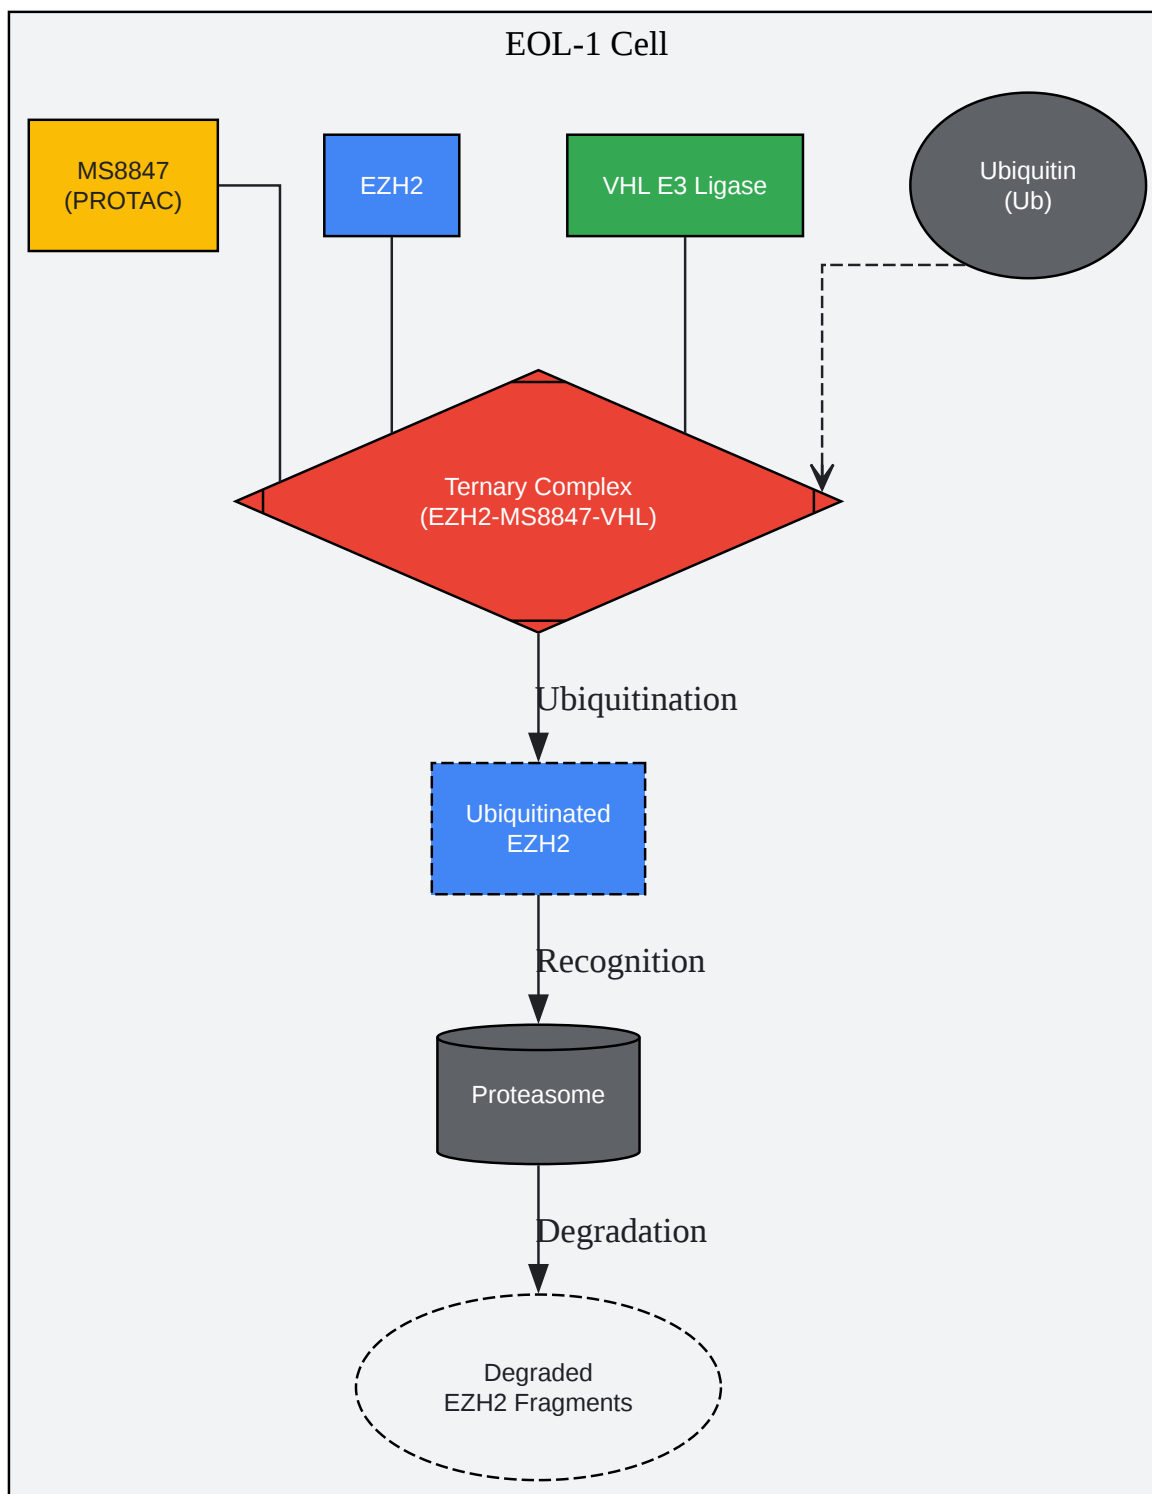 EOL-1 Cell
MS8847
(PROTAC)
EZH2
VHL E3 Ligase
Ubiquitin
(Ub)
Ternary Complex
(EZH2-MS8847-VHL)
Ubiquitination
Ubiquitinated
EZH2
Recognition
Proteasome
Degradation
Degraded
EZH2 Fragments